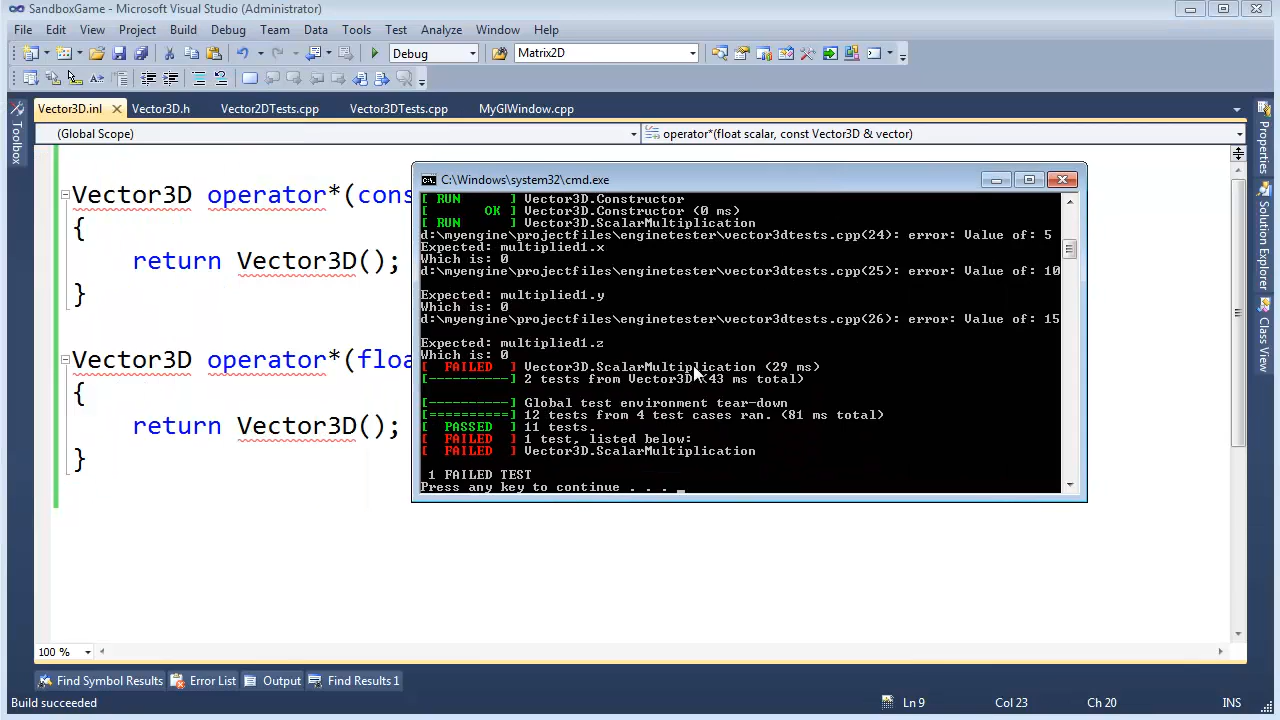 SandboxGame - Microsoft Visual Studio (Administrator)
File Edit View Project Build Debug Team Data Tools Test Analyze Window Help
Debug Matrix2D
Vector3D.inl Vector3D.h Vector2DTests.cpp Vector3DTests.cpp MyGlWindow.cpp
(Global Scope) operator*(float scalar, const Vector3D & vector)
Toolbox
Properties
Solution Explorer
Class View
Vector3D operator*(cons
{
return Vector3D();
}
Vector3D operator*(floa
{
return Vector3D();
}
C:\Windows\system32\cmd.exe
[ RUN      ] Vector3D.Constructor
[       OK ] Vector3D.Constructor (0 ms)
[ RUN      ] Vector3D.ScalarMultiplication
d:\myengine\projectfiles\enginetester\vector3dtests.cpp(24): error: Value of: 5
Expected: multiplied1.x
Which is: 0
d:\myengine\projectfiles\enginetester\vector3dtests.cpp(25): error: Value of: 10
Expected: multiplied1.y
Which is: 0
d:\myengine\projectfiles\enginetester\vector3dtests.cpp(26): error: Value of: 15
Expected: multiplied1.z
Which is: 0
[  FAILED  ] Vector3D.ScalarMultiplication (29 ms)
[----------] 2 tests from Vector3D (43 ms total)
[----------] Global test environment tear-down
[==========] 12 tests from 4 test cases ran. (81 ms total)
[  PASSED  ] 11 tests.
[  FAILED  ] 1 test, listed below:
[  FAILED  ] Vector3D.ScalarMultiplication
1 FAILED TEST
Press any key to continue . . . _
100 %
Find Symbol Results Error List Output Find Results 1
Build succeeded Ln 9 Col 23 Ch 20 INS